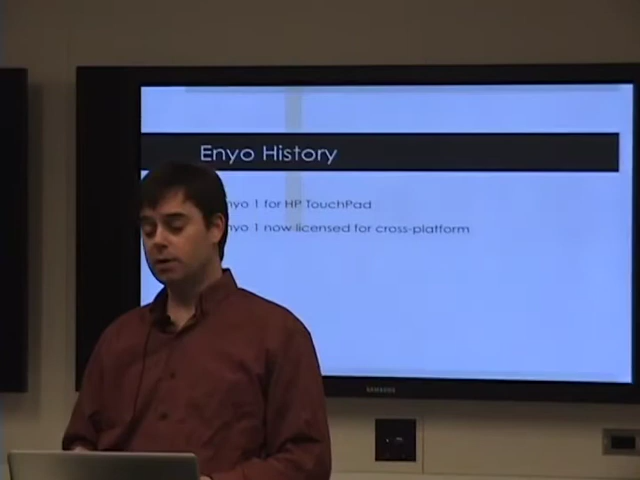 Enyo History
nyo 1 for HP TouchPad
nyo 1 now licensed for cross-platform
SAMSUNG